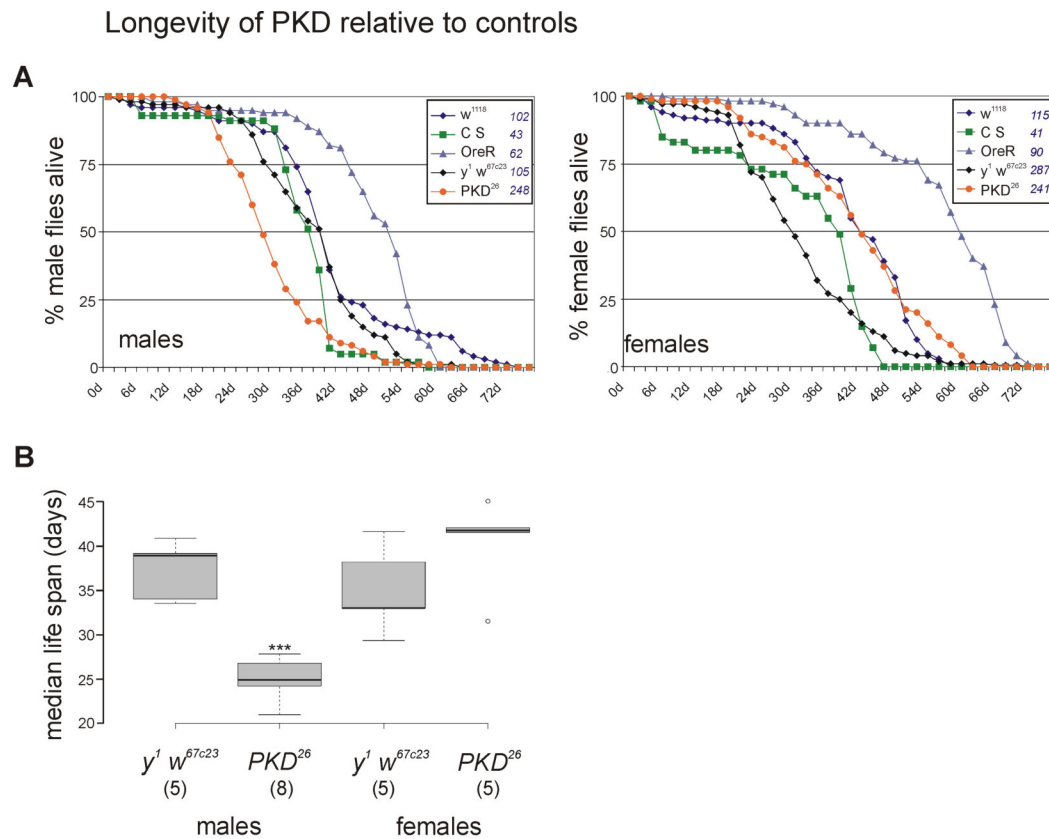 Longevity of PKD relative to controls
A
% male flies alive
100
75
50
25
0
w1118 102
C S 43
OreR 62
y1 w67c23 105
PKD26 248
males
0d 6d 12d 18d 24d 30d 36d 42d 48d 54d 60d 66d 72d
% female flies alive
100
75
50
25
0
w1118 115
C S 41
OreR 90
y1 w67c23 287
PKD26 241
females
0d 6d 12d 18d 24d 30d 36d 42d 48d 54d 60d 66d 72d
B
median life span (days)
45
40
35
30
25
20
***
y1 w67c23 PKD26 y1 w67c23 PKD26
(5) (8) (5) (5)
males females